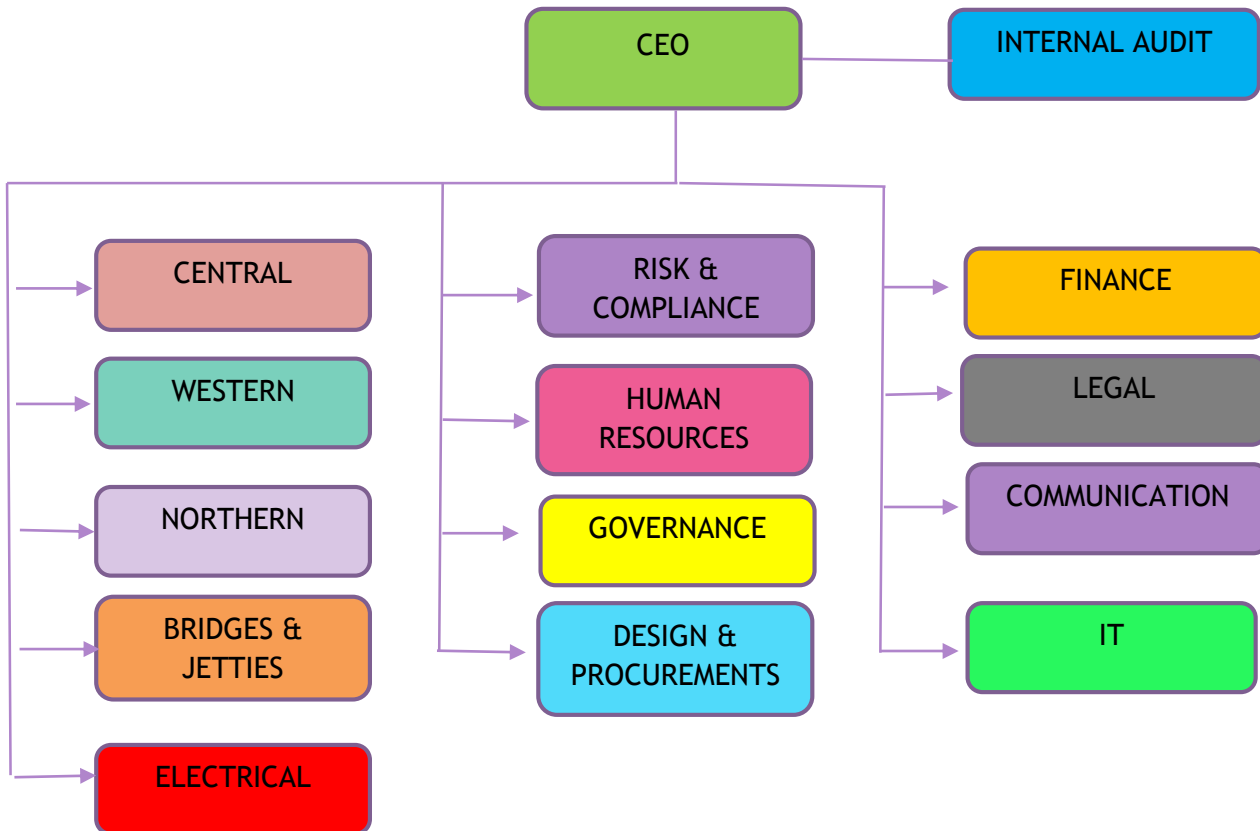 CEO
INTERNAL AUDIT
CENTRAL
WESTERN
NORTHERN
BRIDGES &
JETTIES
ELECTRICAL
RISK &
COMPLIANCE
HUMAN
RESOURCES
GOVERNANCE
DESIGN &
PROCUREMENTS
FINANCE
LEGAL
COMMUNICATION
IT